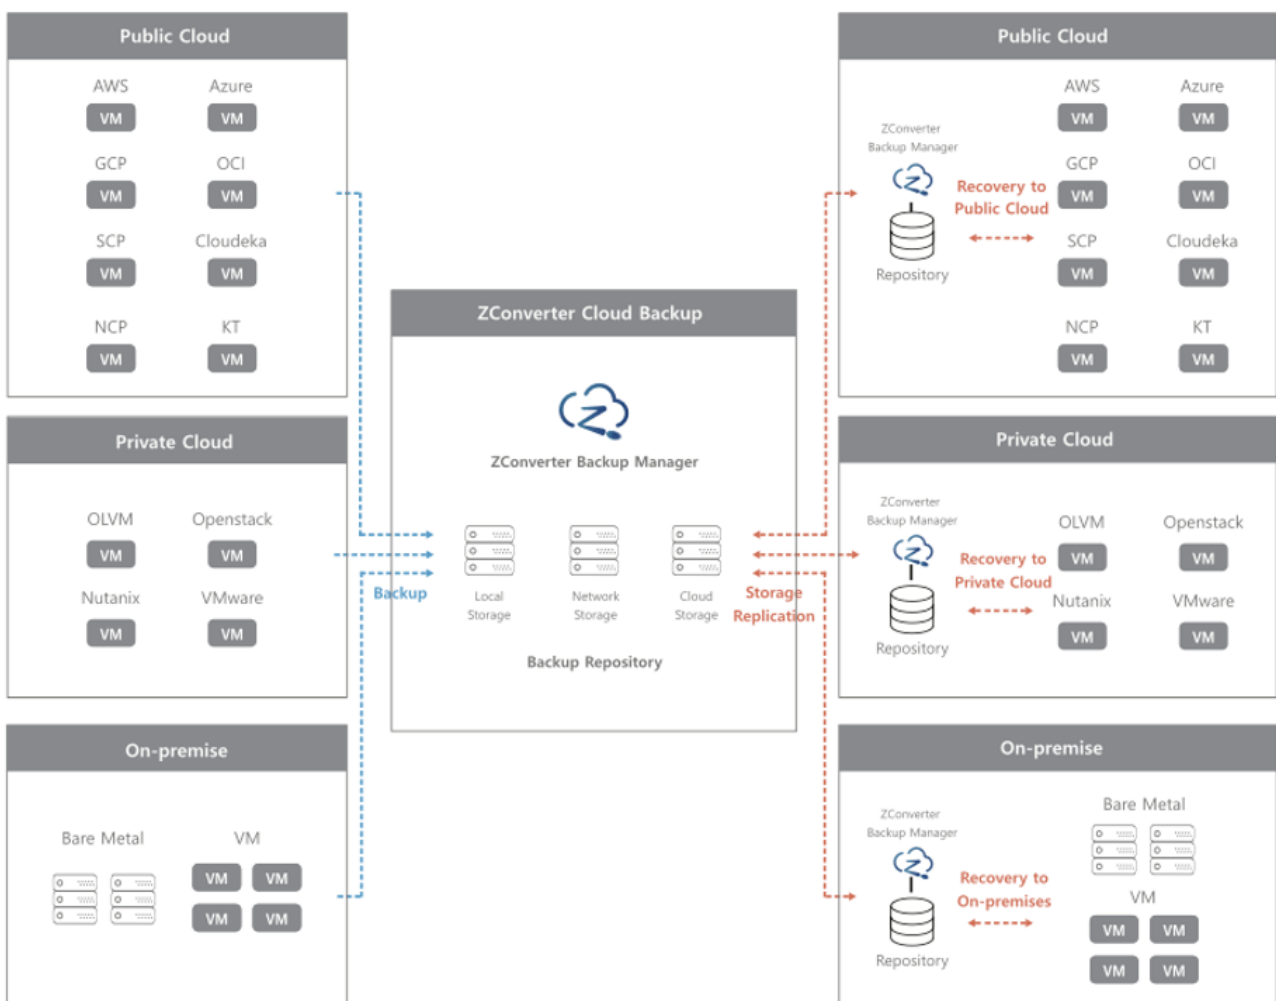 Public Cloud
AWS
Azure
VM
VM
GCP
OCI
VM
VM
SCP
Cloudeka
VM
VM
NCP
KT
VM
VM
Private Cloud
OLVM
Openstack
VM
VM
Nutanix
VMware
VM
VM
On-premise
Bare Metal
VM
VM
VM
VM
VM
Backup
ZConverter Cloud Backup
ZConverter Backup Manager
Local
Storage
Network
Storage
Cloud
Storage
Backup Repository
Storage
Replication
Public Cloud
ZConverter
Backup Manager
Repository
Recovery to
Public Cloud
AWS
Azure
VM
VM
GCP
OCI
VM
VM
SCP
Cloudeka
VM
VM
NCP
KT
VM
VM
Private Cloud
ZConverter
Backup Manager
Repository
Recovery to
Private Cloud
OLVM
Openstack
VM
VM
Nutanix
VMware
VM
VM
On-premise
ZConverter
Backup Manager
Repository
Recovery to
On-premises
Bare Metal
VM
VM
VM
VM
VM